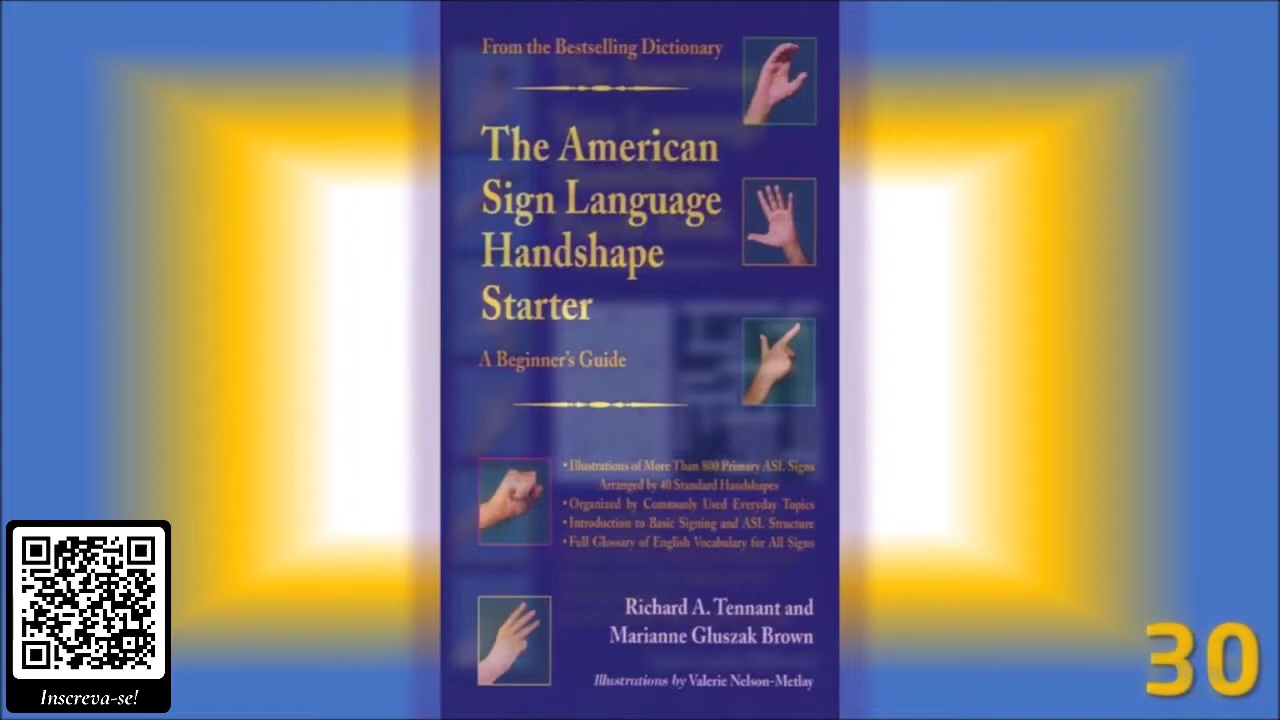 From the Bestselling Dictionary
The American
Sign Language
Handshape
Starter
A Beginner's Guide
• Illustrations of More Than 800 Primary ASL Signs
Arranged by 40 Standard Handshapes
• Organized by Commonly Used Everyday Topics
• Introduction to Basic Signing and ASL Structure
• Full Glossary of English Vocabulary for All Signs
Richard A. Tennant and
Marianne Gluszak Brown
Illustrations by Valerie Nelson-Metlay
Inscreva-se!
30